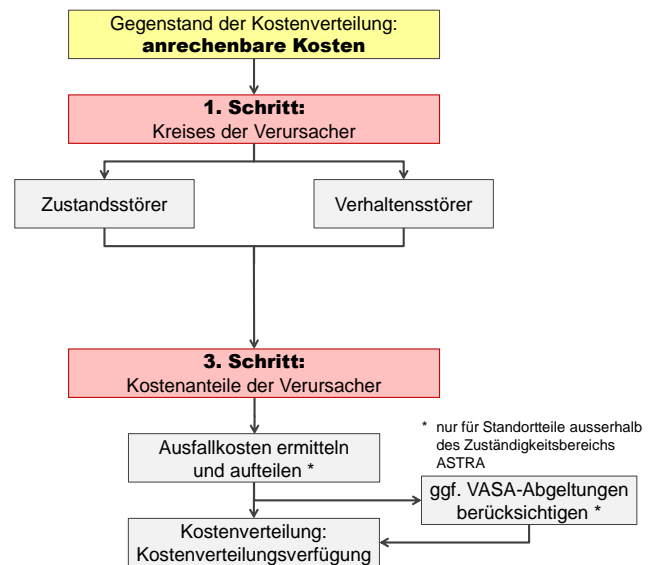 Gegenstand der Kostenverteilung:
anrechenbare Kosten
1. Schritt:
Kreises der Verursacher
Zustandsstörer
Verhaltensstörer
3. Schritt:
Kostenanteile der Verursacher
* nur für Standortteile ausserhalb
des Zuständigkeitsbereichs
ASTRA
Ausfallkosten ermitteln
und aufteilen *
ggf. VASA-Abgeltungen
berücksichtigen *
Kostenverteilung:
Kostenverteilungsverfügung